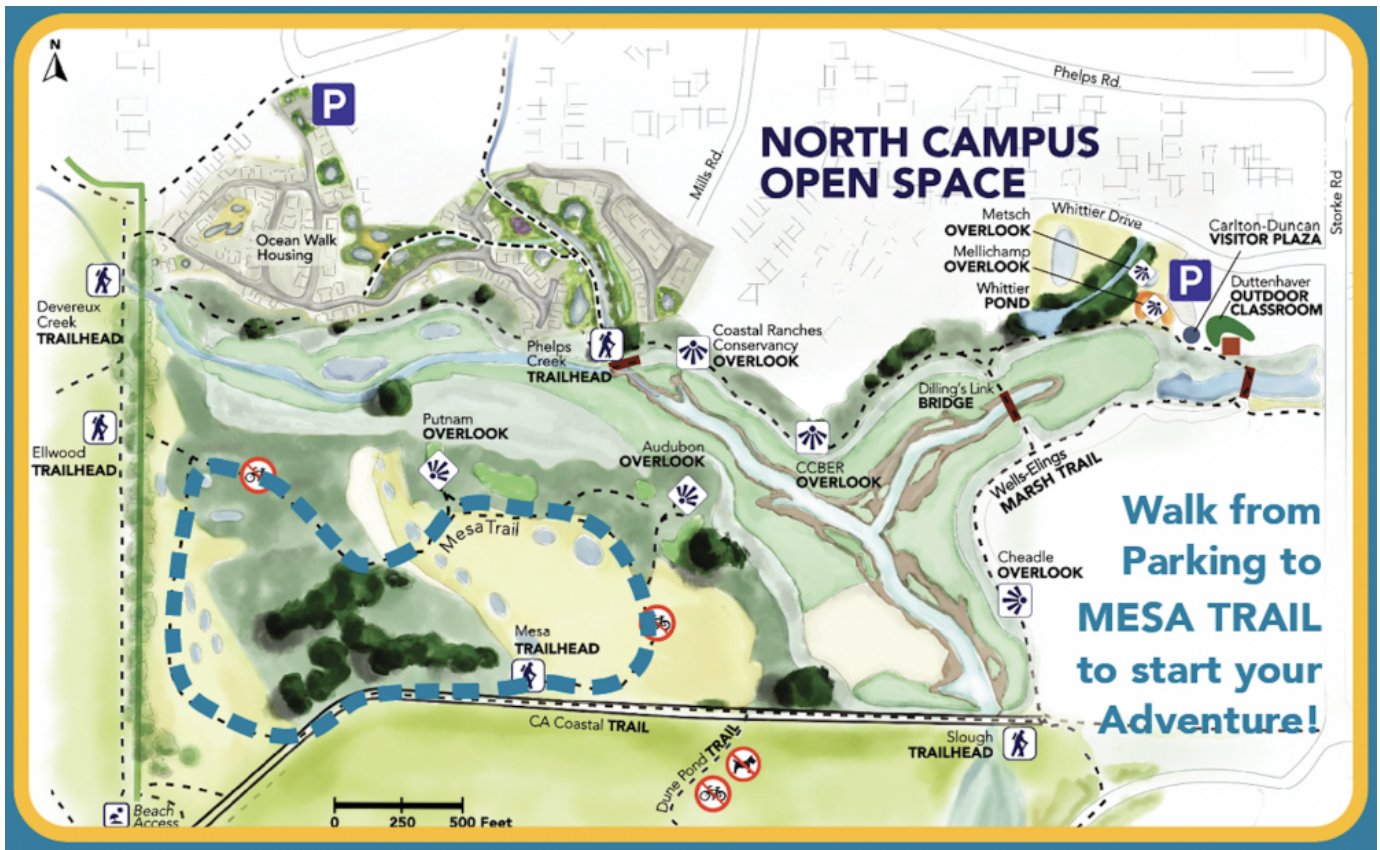 N
P
Phelps Rd.
NORTH CAMPUS
OPEN SPACE
Mills Rd.
Storke Rd
Metsch
OVERLOOK
Whittier Drive
Carlton-Duncan
VISITOR PLAZA
Ocean Walk
Housing
Mellichamp
OVERLOOK
P
Whittier
POND
Duttenhaver
OUTDOOR
CLASSROOM
Devereux
Creek
TRAILHEAD
Phelps
Creek
TRAILHEAD
Coastal Ranches
Conservancy
OVERLOOK
Dilling's Link
BRIDGE
Putnam
OVERLOOK
Ellwood
TRAILHEAD
Audubon
OVERLOOK
CCBER
OVERLOOK
Wells-Elings
MARSH TRAIL
Mesa Trail
Walk from
Parking to
MESA TRAIL
to start your
Adventure!
Cheadle
OVERLOOK
Mesa
TRAILHEAD
CA Coastal TRAIL
Slough
TRAILHEAD
Dune Pond TRAIL
Beach
Access
0 250 500 Feet